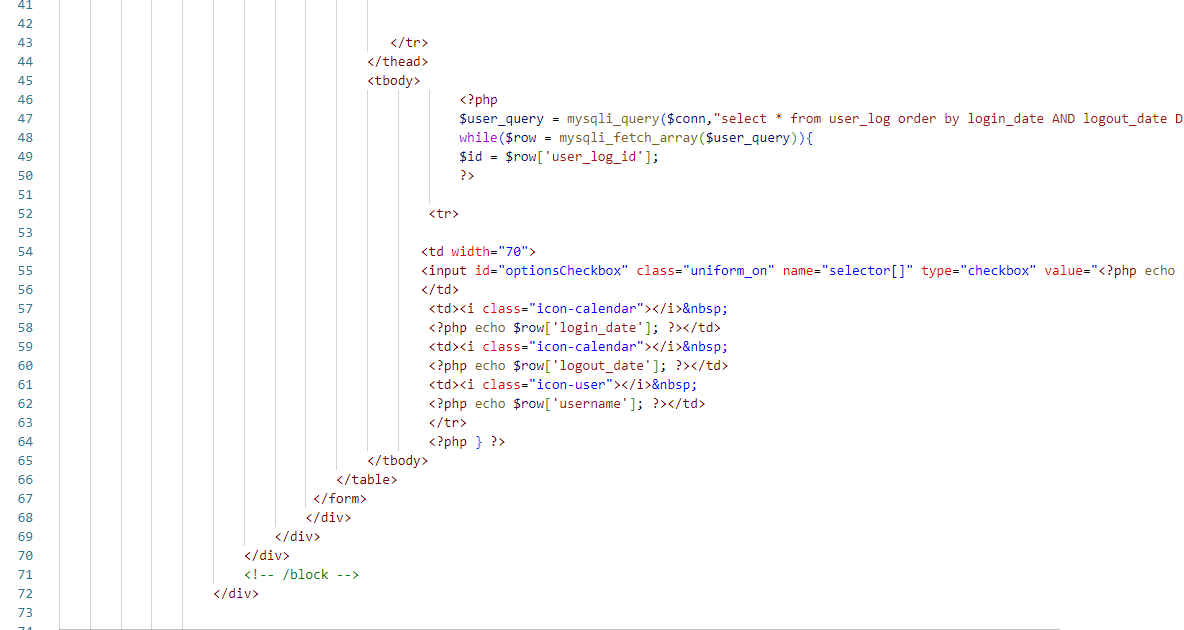 41
42
43 </tr>
44 </thead>
45 <tbody>
46 <?php
47 $user_query = mysqli_query($conn,"select * from user_log order by login_date AND logout_date D
48 while($row = mysqli_fetch_array($user_query)){
49 $id = $row['user_log_id'];
50 ?>
51
52 <tr>
53
54 <td width="70">
55 <input id="optionsCheckbox" class="uniform_on" name="selector[]" type="checkbox" value="<?php echo
56 </td>
57 <td><i class="icon-calendar"></i>&nbsp;
58 <?php echo $row['login_date']; ?></td>
59 <td><i class="icon-calendar"></i>&nbsp;
60 <?php echo $row['logout_date']; ?></td>
61 <td><i class="icon-user"></i>&nbsp;
62 <?php echo $row['username']; ?></td>
63 </tr>
64 <?php } ?>
65 </tbody>
66 </table>
67 </form>
68 </div>
69 </div>
70 </div>
71 <!-- /block -->
72 </div>
73